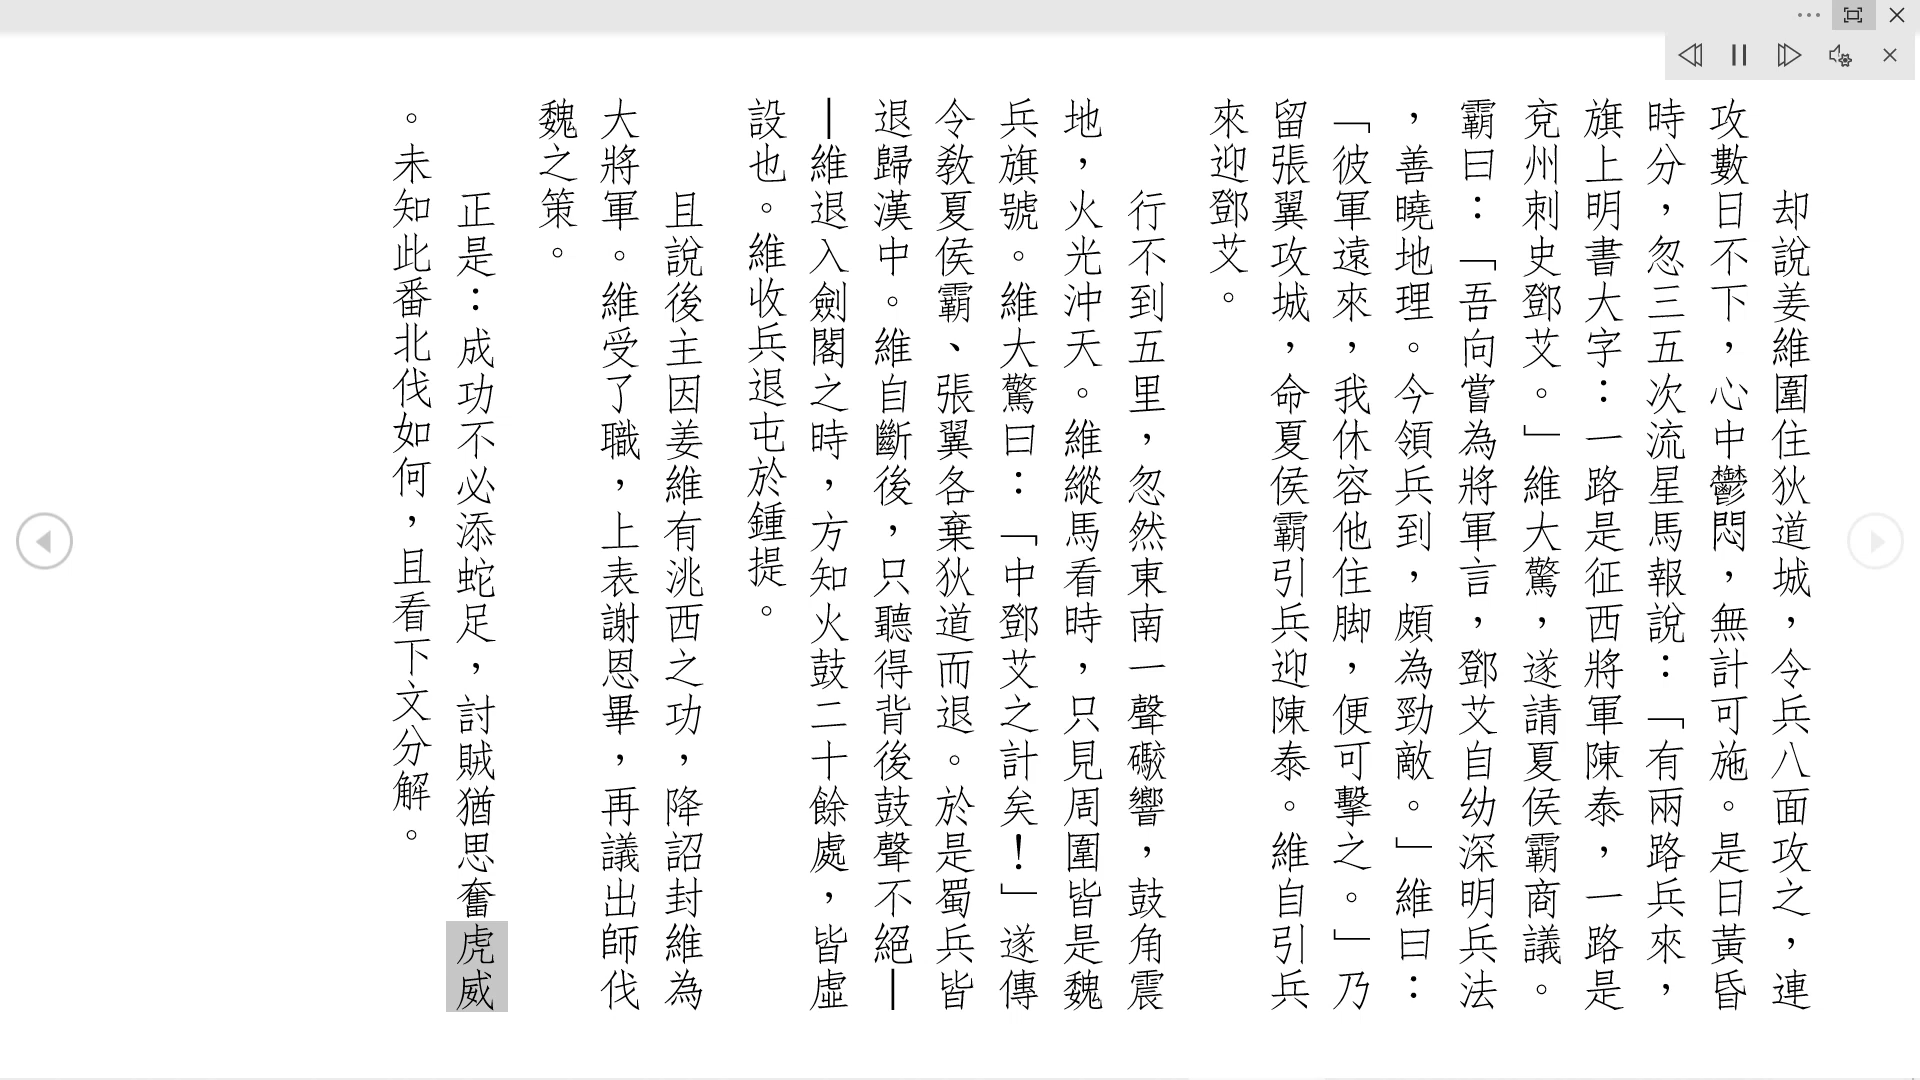 却說姜維圍住狄道城，令兵八面攻之，連
攻數日不下，心中鬱悶，無計可施。是日黃昏
時分，忽三五次流星馬報說：「有兩路兵來，
旗上明書大字：一路是征西將軍陳泰，一路是
兗州刺史鄧艾。」維大驚，遂請夏侯霸商議。
霸曰：「吾向嘗為將軍言，鄧艾自幼深明兵法
，善曉地理。今領兵到，頗為勁敵。」維曰：
「彼軍遠來，我休容他住脚，便可擊之。」乃
留張翼攻城，命夏侯霸引兵迎陳泰。維自引兵
來迎鄧艾。
行不到五里，忽然東南一聲礮響，鼓角震
地，火光沖天。維縱馬看時，只見周圍皆是魏
兵旗號。維大驚曰：「中鄧艾之計矣！」遂傳
令教夏侯霸、張翼各棄狄道而退。於是蜀兵皆
退歸漢中。維自斷後，只聽得背後鼓聲不絕—
—維退入劍閣之時，方知火鼓二十餘處，皆虛
設也。維收兵退屯於鍾提。
且說後主因姜維有洮西之功，降詔封維為
大將軍。維受了職，上表謝恩畢，再議出師伐
魏之策。
正是：成功不必添蛇足，討賊猶思奮虎威
。未知此番北伐如何，且看下文分解。